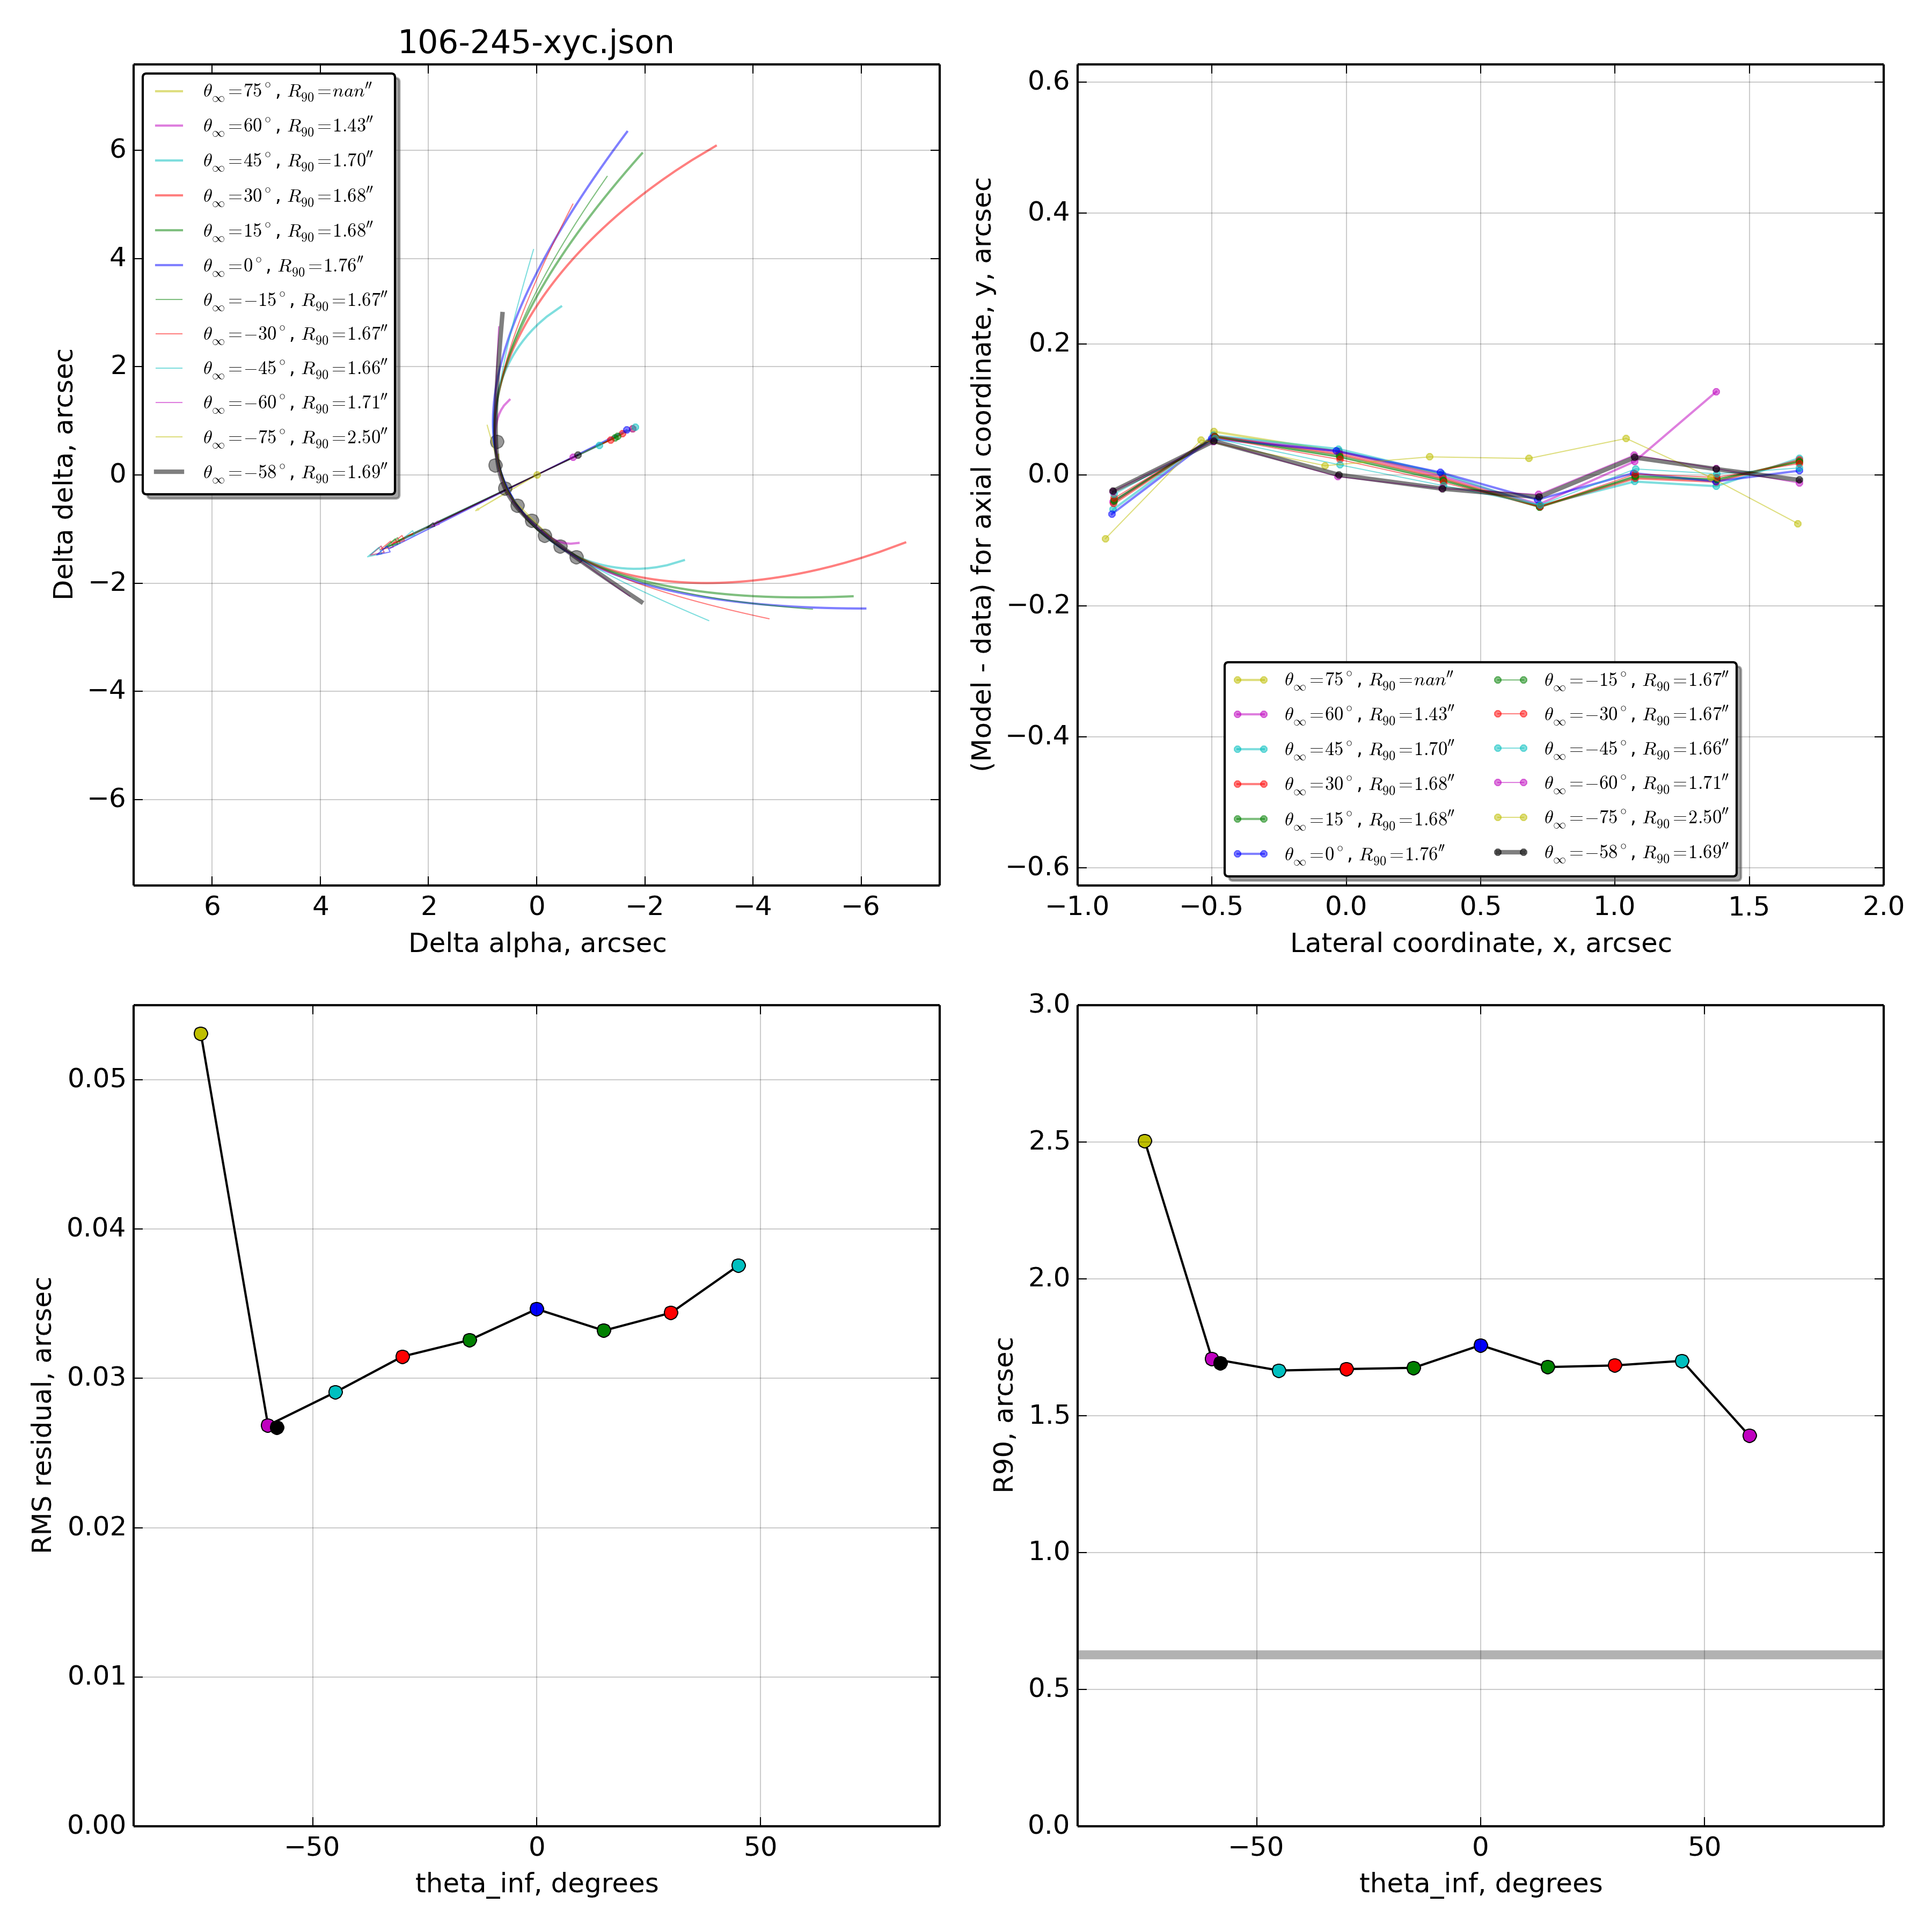 106-245-xyc.json
θ∞=75°, R90=nan″
θ∞=60°, R90=1.43″
θ∞=45°, R90=1.70″
θ∞=30°, R90=1.68″
θ∞=15°, R90=1.68″
θ∞=0°, R90=1.76″
θ∞=−15°, R90=1.67″
θ∞=−30°, R90=1.67″
θ∞=−45°, R90=1.66″
θ∞=−60°, R90=1.71″
θ∞=−75°, R90=2.50″
θ∞=−58°, R90=1.69″
6
4
2
0
−2
−4
−6
Delta delta, arcsec
6 4 2 0 −2 −4 −6
Delta alpha, arcsec
0.6
0.4
0.2
0.0
−0.2
−0.4
−0.6
(Model - data) for axial coordinate, y, arcsec
θ∞=75°, R90=nan″
θ∞=60°, R90=1.43″
θ∞=45°, R90=1.70″
θ∞=30°, R90=1.68″
θ∞=15°, R90=1.68″
θ∞=0°, R90=1.76″
θ∞=−15°, R90=1.67″
θ∞=−30°, R90=1.67″
θ∞=−45°, R90=1.66″
θ∞=−60°, R90=1.71″
θ∞=−75°, R90=2.50″
θ∞=−58°, R90=1.69″
−1.0 −0.5 0.0 0.5 1.0 1.5 2.0
Lateral coordinate, x, arcsec
0.05
0.04
0.03
0.02
0.01
0.00
RMS residual, arcsec
−50 0 50
theta_inf, degrees
3.0
2.5
2.0
1.5
1.0
0.5
0.0
R90, arcsec
−50 0 50
theta_inf, degrees